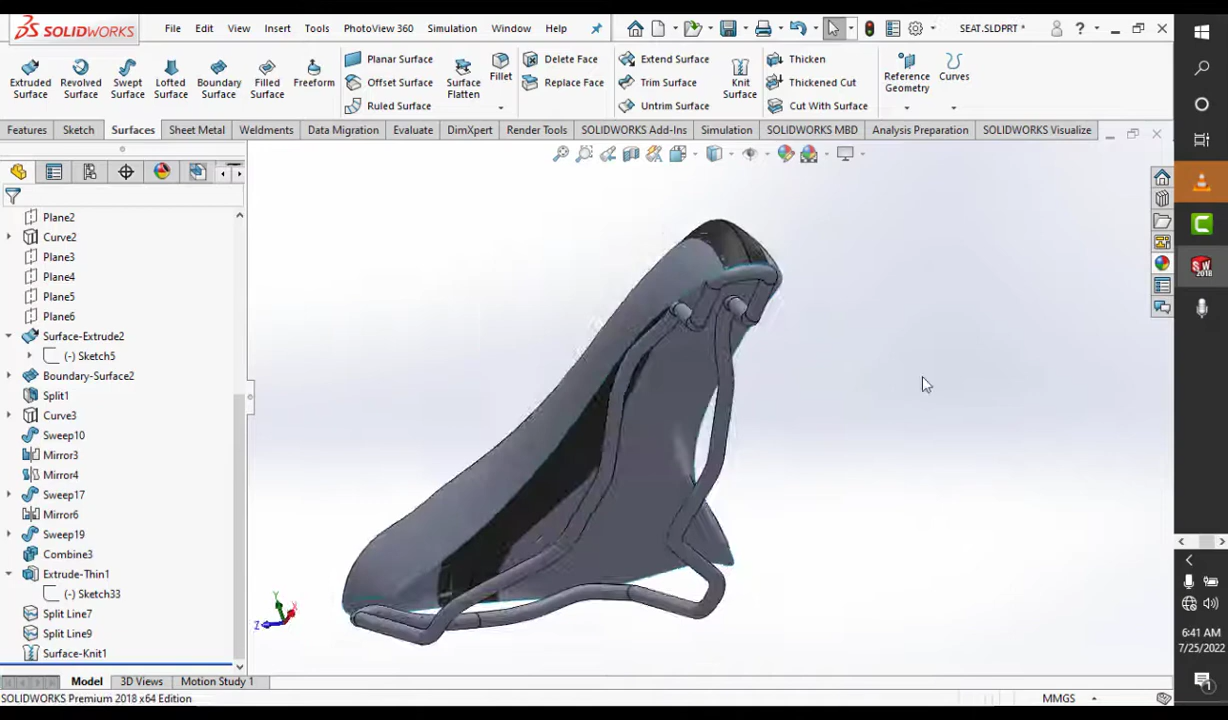 SOLIDWORKS
File Edit View Insert Tools PhotoView 360 Simulation Window Help
SEAT.SLDPRT *
Extruded Surface
Revolved Surface
Swept Surface
Lofted Surface
Boundary Surface
Filled Surface
Freeform
Planar Surface
Offset Surface
Ruled Surface
Surface Flatten
Fillet
Delete Face
Replace Face
Extend Surface
Trim Surface
Untrim Surface
Knit Surface
Thicken
Thickened Cut
Cut With Surface
Reference Geometry
Curves
Features Sketch Surfaces Sheet Metal Weldments Data Migration Evaluate DimXpert Render Tools SOLIDWORKS Add-Ins Simulation SOLIDWORKS MBD Analysis Preparation SOLIDWORKS Visualize
Plane2
Curve2
Plane3
Plane4
Plane5
Plane6
Surface-Extrude2
(-) Sketch5
Boundary-Surface2
Split1
Curve3
Sweep10
Mirror3
Mirror4
Sweep17
Mirror6
Sweep19
Combine3
Extrude-Thin1
(-) Sketch33
Split Line7
Split Line9
Surface-Knit1
Y
X
Z
Model 3D Views Motion Study 1
SOLIDWORKS Premium 2018 x64 Edition
MMGS
SW
2018
6:41 AM
7/25/2022
1